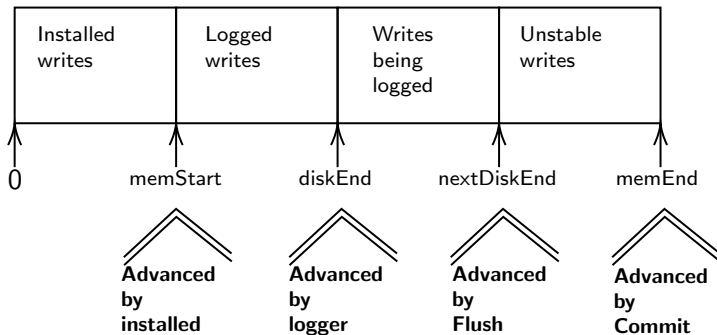 Installed
writes
Logged
writes
Writes
being
logged
Unstable
writes
0
memStart
diskEnd
nextDiskEnd
memEnd
Advanced
by
installed
Advanced
by
logger
Advanced
by
Flush
Advanced
by
Commit